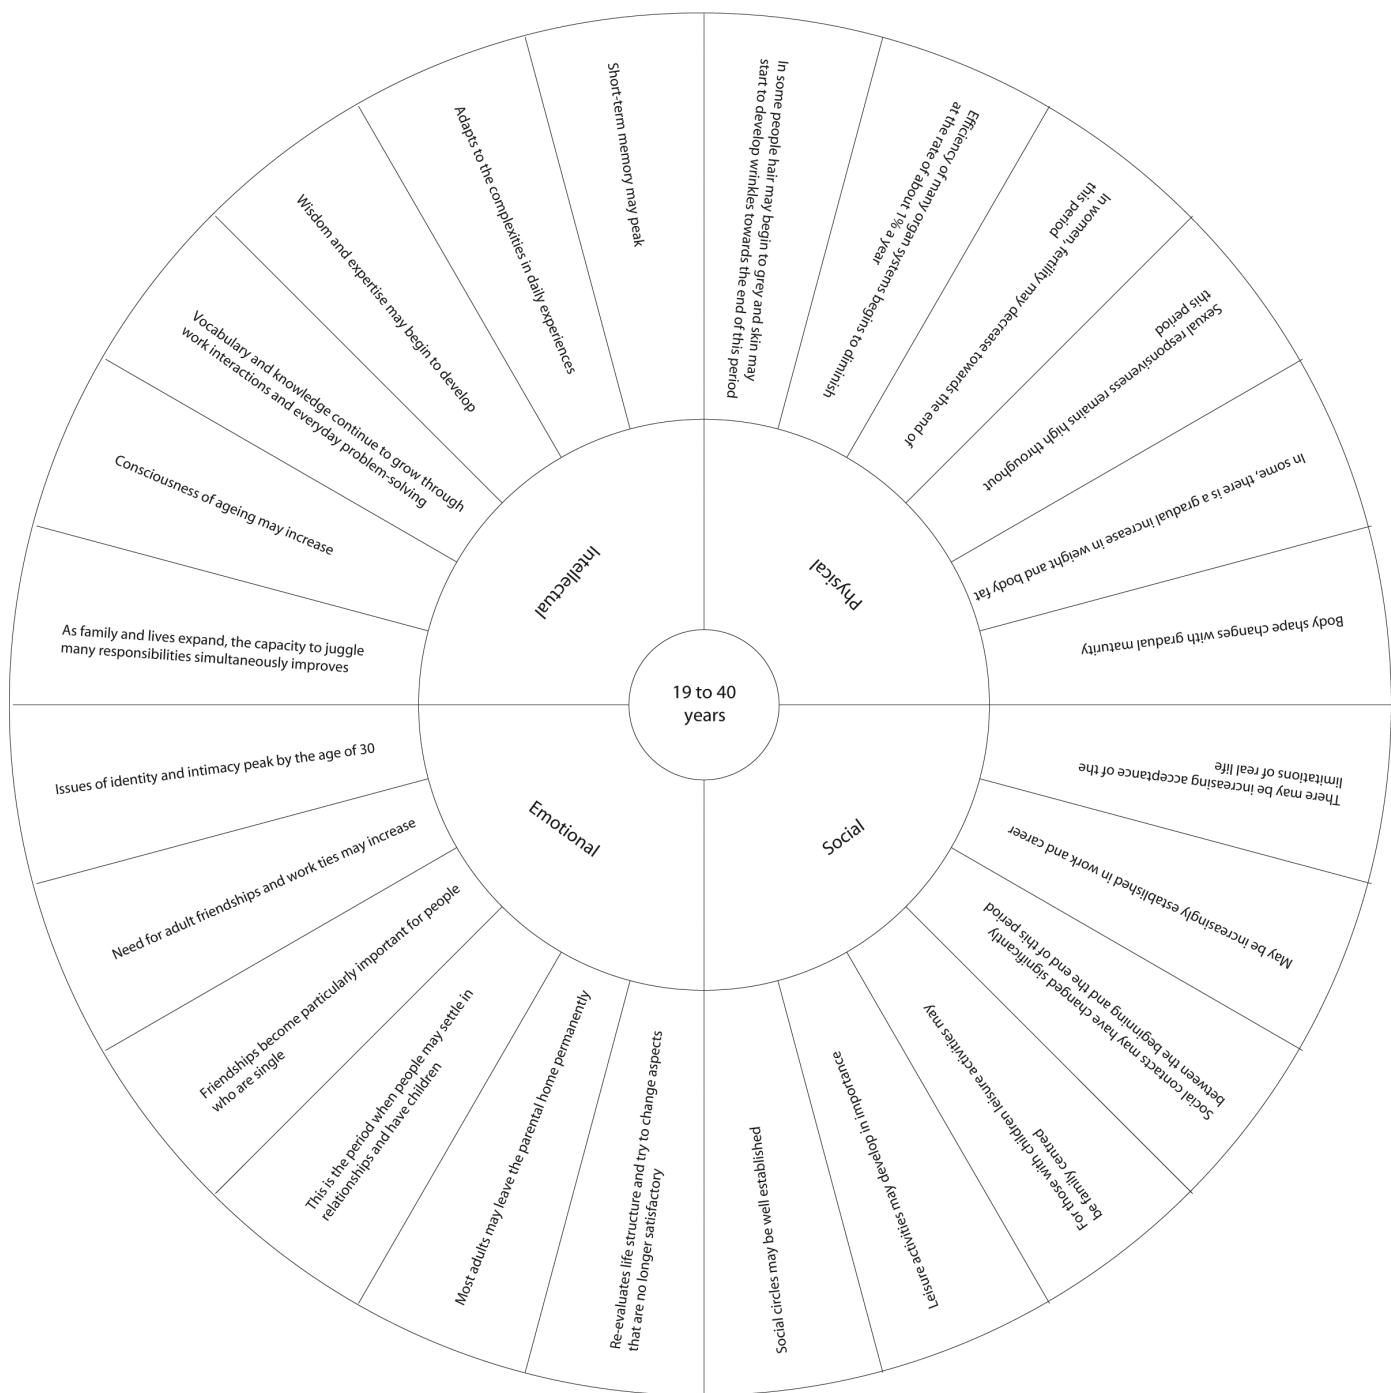 19 to 40
years
Intellectual
Short-term memory may peak
Adapts to the complexities in daily experiences
Wisdom and expertise may begin to develop
Vocabulary and knowledge continue to grow through
work interactions and everyday problem-solving
Consciousness of ageing may increase
As family and lives expand, the capacity to juggle
many responsibilities simultaneously improves
Physical
In some people hair may begin to grey and skin may
start to develop wrinkles towards the end of this period
Efficiency of many organ systems begins to diminish
at the rate of about 1% a year
In women, fertility may decrease towards the end of
this period
Sexual responsiveness remains high throughout
this period
In some, there is a gradual increase in weight and body fat
Body shape changes with gradual maturity
Social
There may be increasing acceptance of the
limitations of real life
May be increasingly established in work and career
Social contacts may have changed significantly
between the beginning and the end of this period
For those with children leisure activities may
be family centred
Leisure activities may develop in importance
Social circles may be well established
Emotional
Issues of identity and intimacy peak by the age of 30
Need for adult friendships and work ties may increase
Friendships become particularly important for people
who are single
This is the period when people may settle in
relationships and have children
Most adults may leave the parental home permanently
Re-evaluates life structure and try to change aspects
that are no longer satisfactory